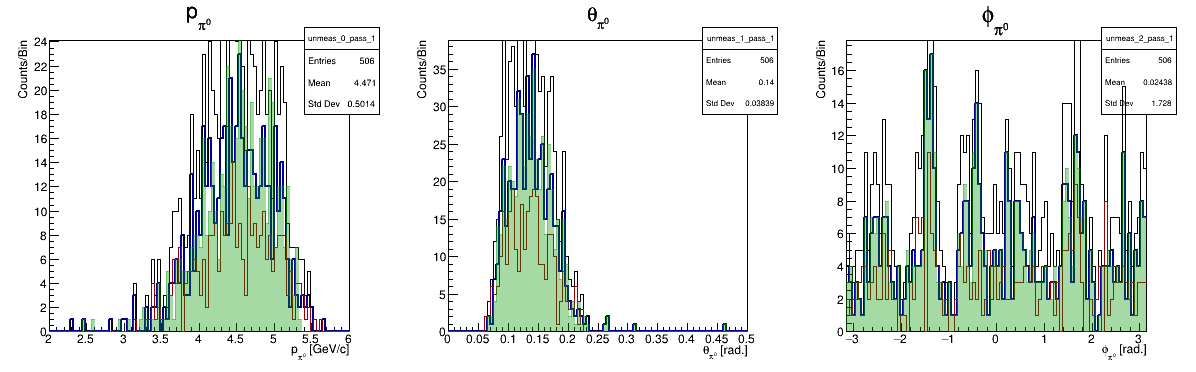 p_π⁰
Counts/Bin
24
22
20
18
16
14
12
10
8
6
4
2
0
2 2.5 3 3.5 4 4.5 5 5.5 6
p_π⁰ [GeV/c]
unmeas_0_pass_1
Entries 506
Mean 4.471
Std Dev 0.5014
θ_π⁰
Counts/Bin
35
30
25
20
15
10
5
0
0 0.05 0.1 0.15 0.2 0.25 0.3 0.35 0.4 0.45 0.5
θ_π⁰ [rad.]
unmeas_1_pass_1
Entries 506
Mean 0.14
Std Dev 0.03839
ϕ_π⁰
Counts/Bin
16
14
12
10
8
6
4
2
0
−3 −2 −1 0 1 2 3
ϕ_π⁰ [rad.]
unmeas_2_pass_1
Entries 506
Mean 0.02438
Std Dev 1.728